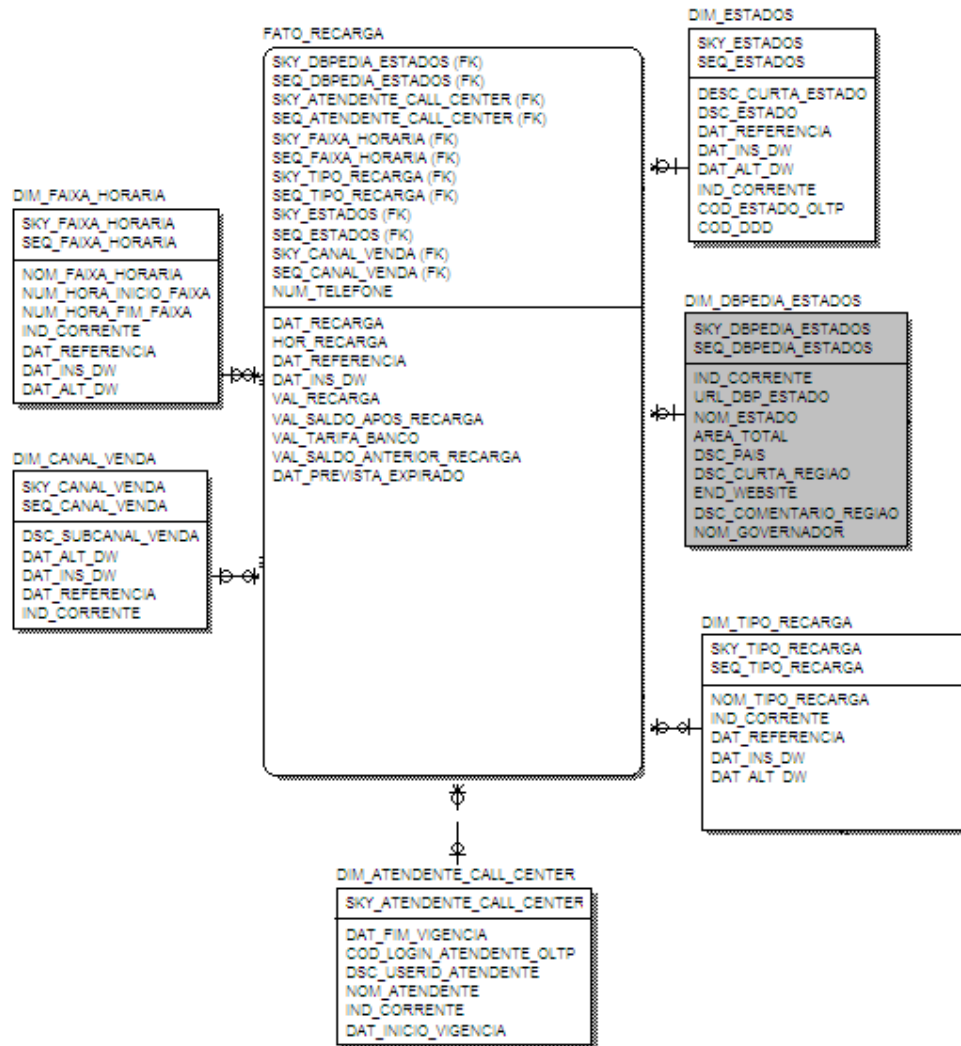 FATO_RECARGA
SKY_DBPEDIA_ESTADOS (FK)
SEQ_DBPEDIA_ESTADOS (FK)
SKY_ATENDENTE_CALL_CENTER (FK)
SEQ_ATENDENTE_CALL_CENTER (FK)
SKY_FAIXA_HORARIA (FK)
SEQ_FAIXA_HORARIA (FK)
SKY_TIPO_RECARGA (FK)
SEQ_TIPO_RECARGA (FK)
SKY_ESTADOS (FK)
SEQ_ESTADOS (FK)
SKY_CANAL_VENDA (FK)
SEQ_CANAL_VENDA (FK)
NUM_TELEFONE
DAT_RECARGA
HOR_RECARGA
DAT_REFERENCIA
DAT_INS_DW
VAL_RECARGA
VAL_SALDO_APOS_RECARGA
VAL_TARIFA_BANCO
VAL_SALDO_ANTERIOR_RECARGA
DAT_PREVISTA_EXPIRADO
DIM_ESTADOS
SKY_ESTADOS
SEQ_ESTADOS
DESC_CURTA_ESTADO
DSC_ESTADO
DAT_REFERENCIA
DAT_INS_DW
DAT_ALT_DW
IND_CORRENTE
COD_ESTADO_OLTP
COD_DDD
DIM_FAIXA_HORARIA
SKY_FAIXA_HORARIA
SEQ_FAIXA_HORARIA
NOM_FAIXA_HORARIA
NUM_HORA_INICIO_FAIXA
NUM_HORA_FIM_FAIXA
IND_CORRENTE
DAT_REFERENCIA
DAT_INS_DW
DAT_ALT_DW
DIM_DBPEDIA_ESTADOS
SKY_DBPEDIA_ESTADOS
SEQ_DBPEDIA_ESTADOS
IND_CORRENTE
URL_DBP_ESTADO
NOM_ESTADO
AREA_TOTAL
DSC_PAIS
DSC_CURTA_REGIAO
END_WEBSITE
DSC_COMENTARIO_REGIAO
NOM_GOVERNADOR
DIM_CANAL_VENDA
SKY_CANAL_VENDA
SEQ_CANAL_VENDA
DSC_SUBCANAL_VENDA
DAT_ALT_DW
DAT_INS_DW
DAT_REFERENCIA
IND_CORRENTE
DIM_TIPO_RECARGA
SKY_TIPO_RECARGA
SEQ_TIPO_RECARGA
NOM_TIPO_RECARGA
IND_CORRENTE
DAT_REFERENCIA
DAT_INS_DW
DAT_ALT_DW
DIM_ATENDENTE_CALL_CENTER
SKY_ATENDENTE_CALL_CENTER
DAT_FIM_VIGENCIA
COD_LOGIN_ATENDENTE_OLTP
DSC_USERID_ATENDENTE
NOM_ATENDENTE
IND_CORRENTE
DAT_INICIO_VIGENCIA